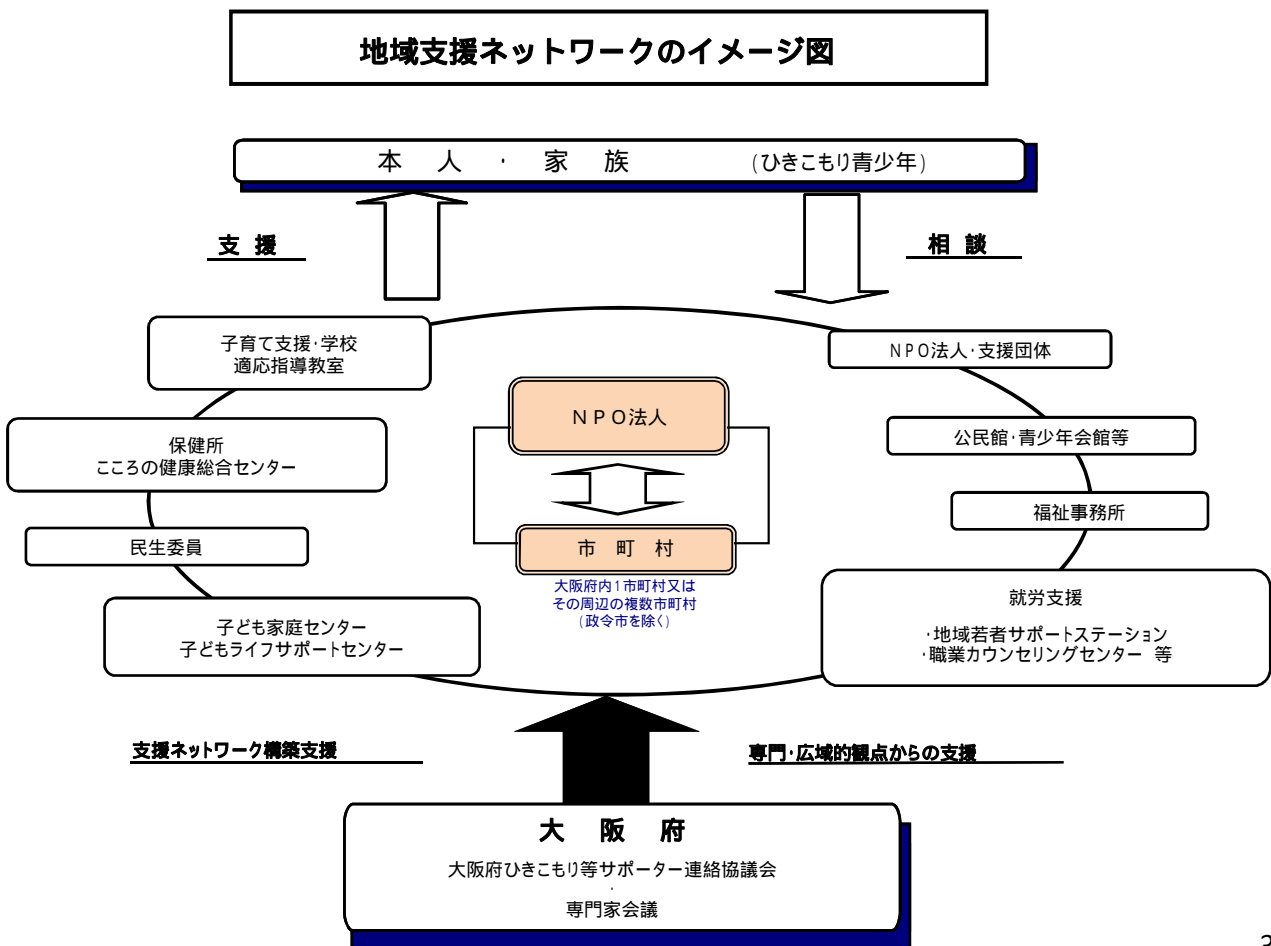 地域支援ネットワークのイメージ図
本 人 ・ 家 族 (ひきこもり青少年)
支 援
相 談
子育て支援・学校
適応指導教室
NPO法人・支援団体
NPO法人
保健所
こころの健康総合センター
公民館・青少年会館等
民生委員
福祉事務所
市 町 村
大阪府内1市町村又は
その周辺の複数市町村
(政令市を除く)
子ども家庭センター
子どもライフサポートセンター
就労支援
・地域若者サポートステーション
・職業カウンセリングセンター 等
支援ネットワーク構築支援
専門・広域的観点からの支援
大 阪 府
大阪府ひきこもり等サポーター連絡協議会
・
専門家会議